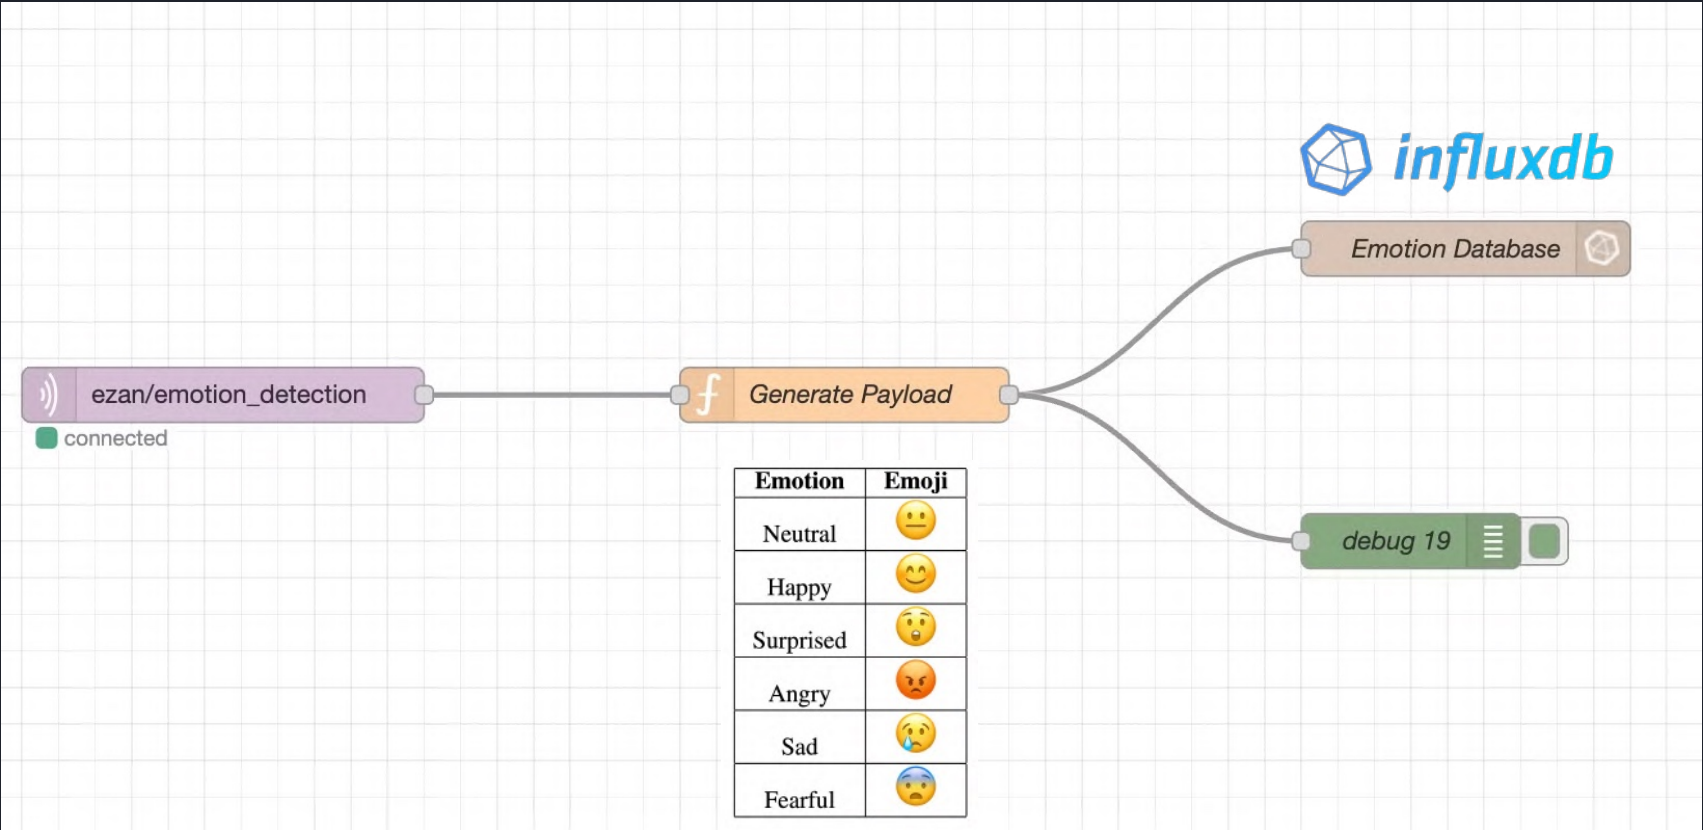 influxdb
Emotion Database
ezan/emotion_detection
connected
Generate Payload
debug 19
Emotion Emoji
Neutral 😐
Happy 😊
Surprised 😲
Angry 😡
Sad 😢
Fearful 😨